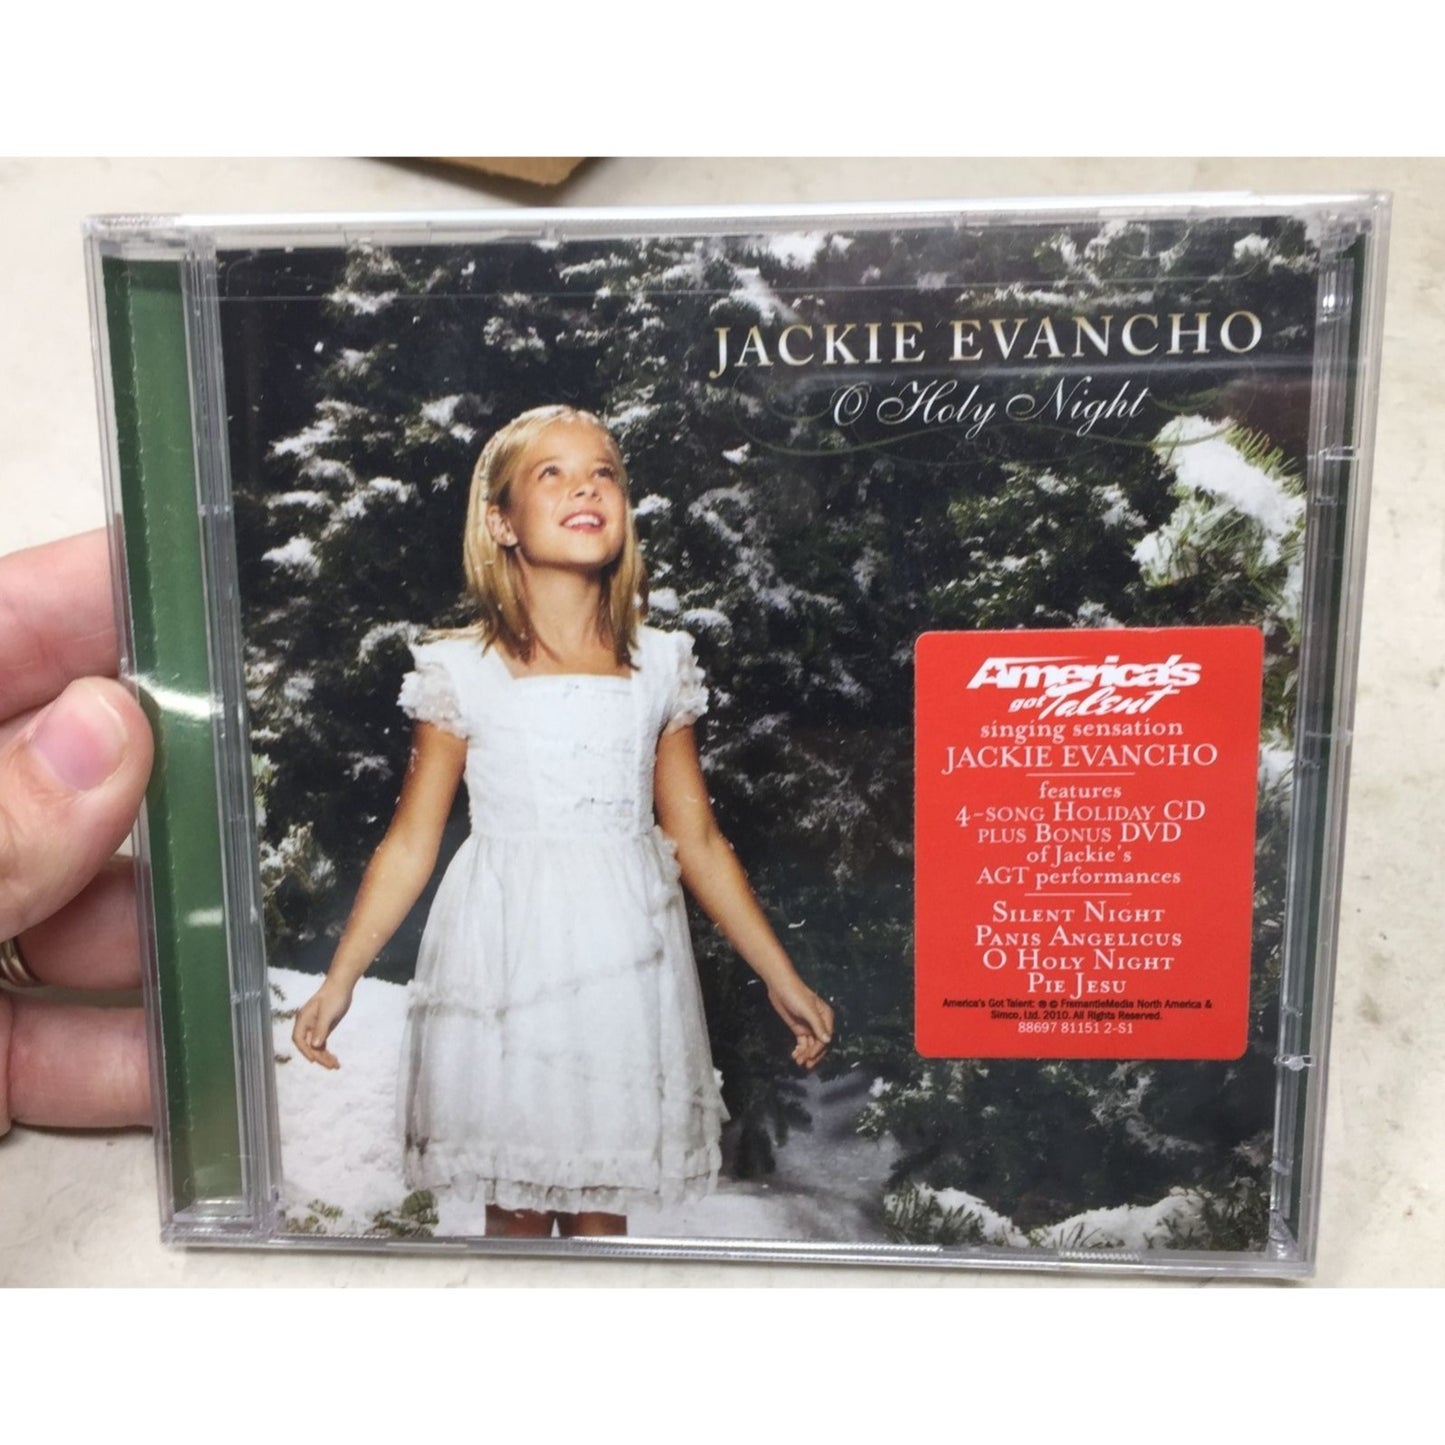 JACKIE EVANCHO
O Holy Night
America's
got Talent
singing sensation
JACKIE EVANCHO
features
4-SONG HOLIDAY CD
PLUS BONUS DVD
of Jackie's
AGT performances
SILENT NIGHT
PANIS ANGELICUS
O HOLY NIGHT
PIE JESU
America's Got Talent: ® © FremantleMedia North America &
Simco, Ltd. 2010. All Rights Reserved.
88697 81151 2-S1